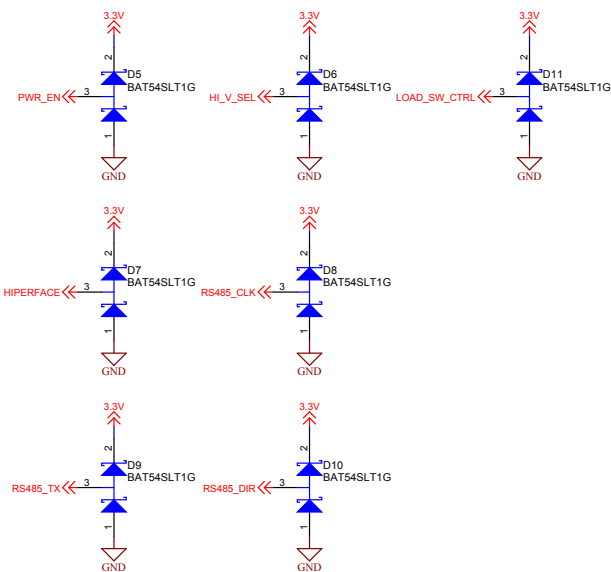 3.3V 3.3V 3.3V
2 2 2
D5 D6 D11
BAT54SLT1G BAT54SLT1G BAT54SLT1G
PWR_EN 3 HI_V_SEL 3 LOAD_SW_CTRL 3
1 1 1
GND GND GND
3.3V 3.3V
2 2
D7 D8
BAT54SLT1G BAT54SLT1G
HIPERFACE 3 RS485_CLK 3
1 1
GND GND
3.3V 3.3V
2 2
D9 D10
BAT54SLT1G BAT54SLT1G
RS485_TX 3 RS485_DIR 3
1 1
GND GND